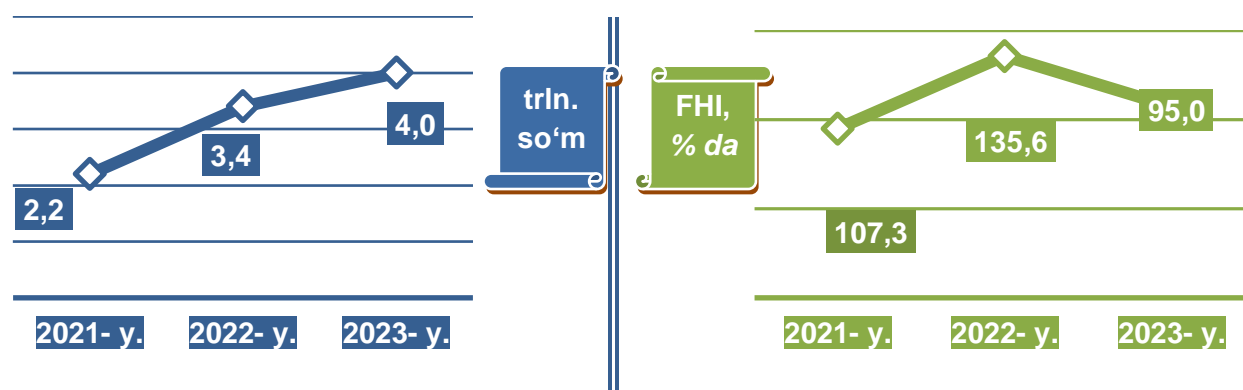 2,2
3,4
4,0
2021- y. 2022- y. 2023- y.
trln.
so‘m
FHI,
% da
107,3
135,6
95,0
2021- y. 2022- y. 2023- y.